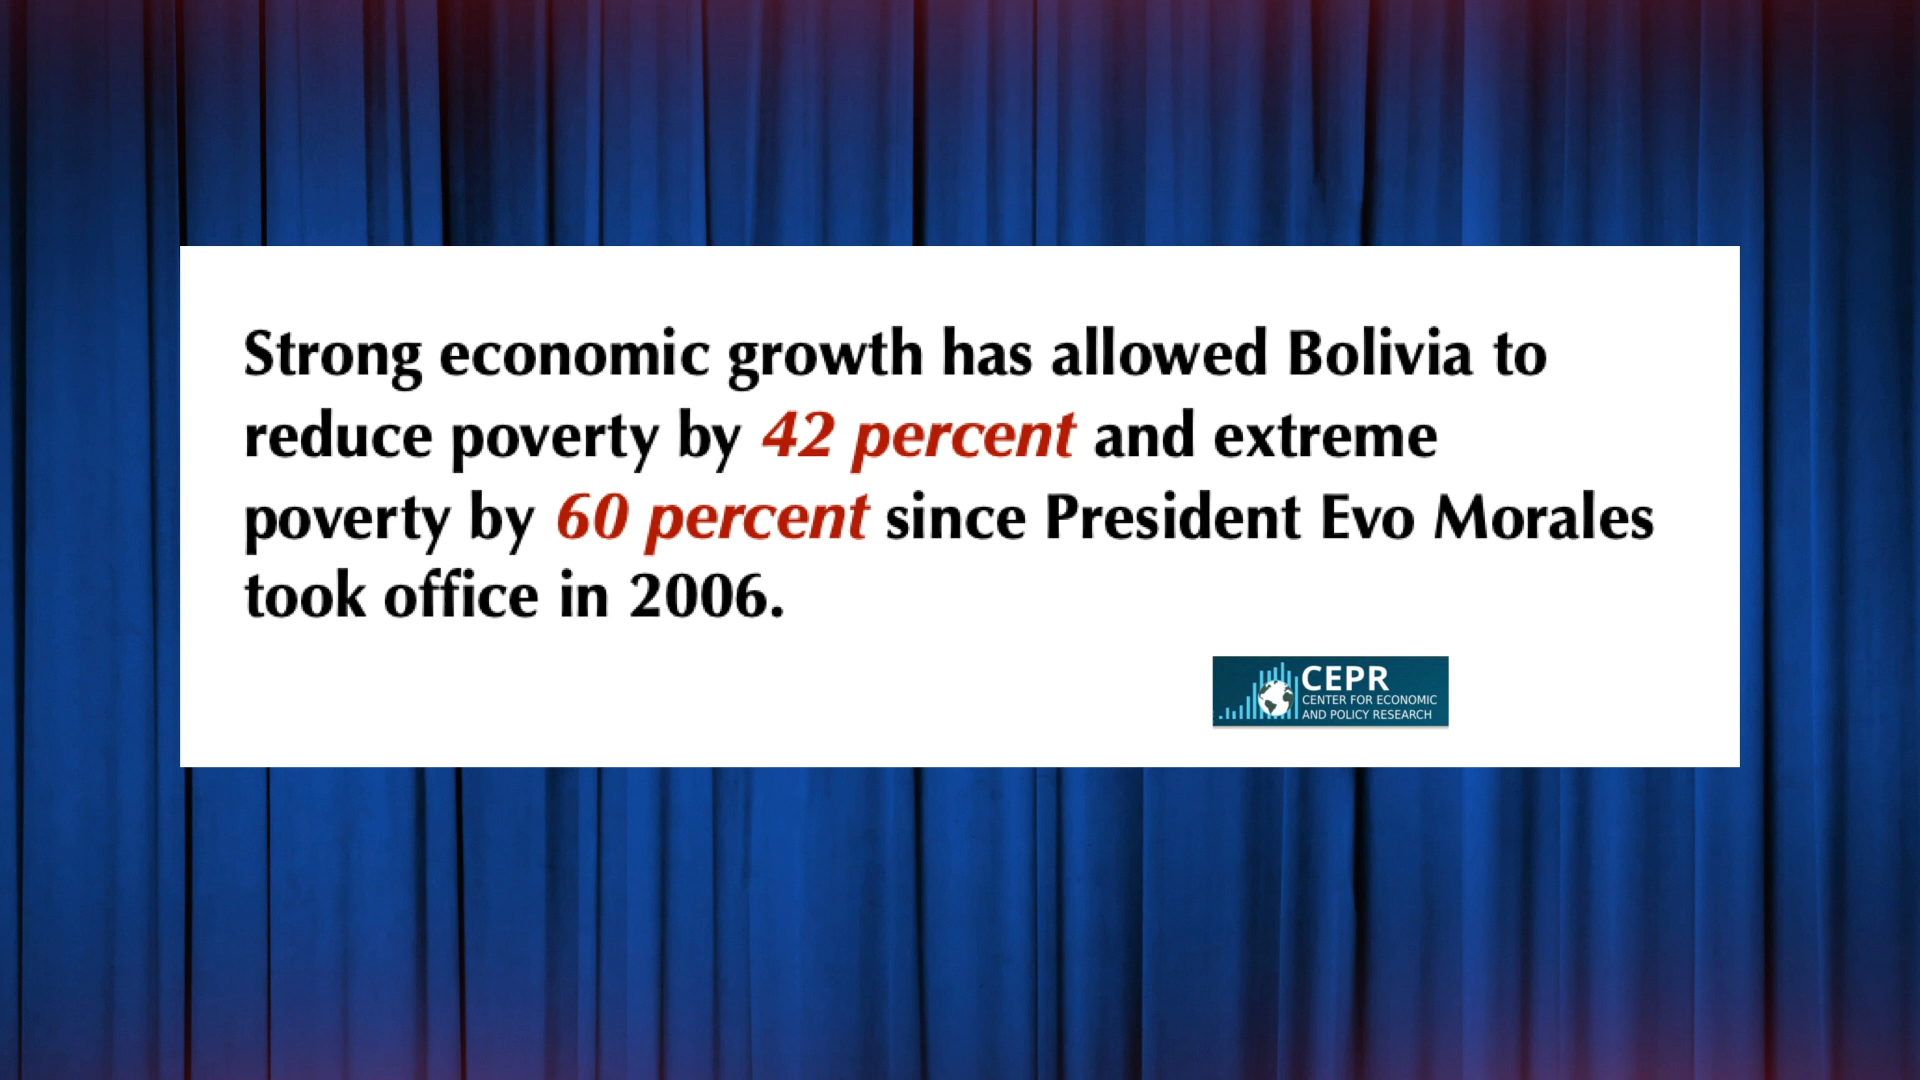 Strong economic growth has allowed Bolivia to
reduce poverty by 42 percent and extreme
poverty by 60 percent since President Evo Morales
took office in 2006.
CEPR
CENTER FOR ECONOMIC
AND POLICY RESEARCH